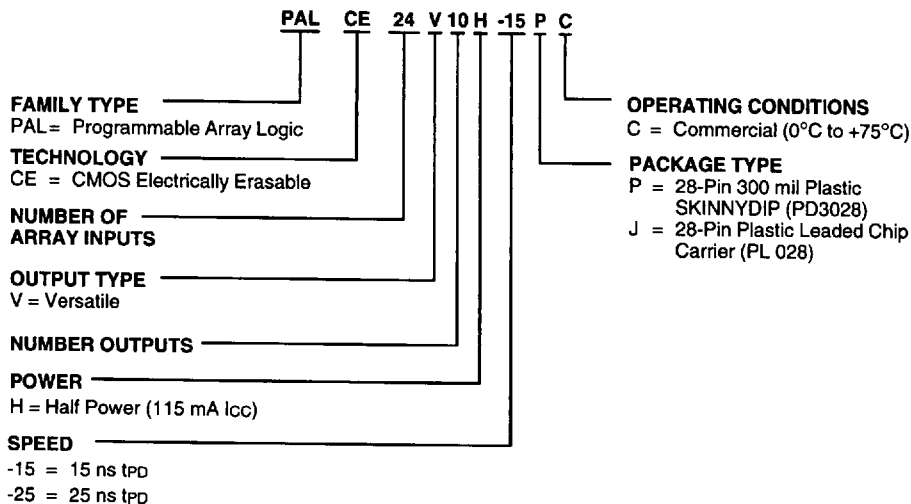 PAL CE 24 V 10 H -15 P C
FAMILY TYPE
PAL= Programmable Array Logic
TECHNOLOGY
CE = CMOS Electrically Erasable
NUMBER OF
ARRAY INPUTS
OUTPUT TYPE
V = Versatile
NUMBER OUTPUTS
POWER
H = Half Power (115 mA ICC)
SPEED
-15 = 15 ns tPD
-25 = 25 ns tPD
OPERATING CONDITIONS
C = Commercial (0°C to +75°C)
PACKAGE TYPE
P = 28-Pin 300 mil Plastic
SKINNYDIP (PD3028)
J = 28-Pin Plastic Leaded Chip
Carrier (PL 028)